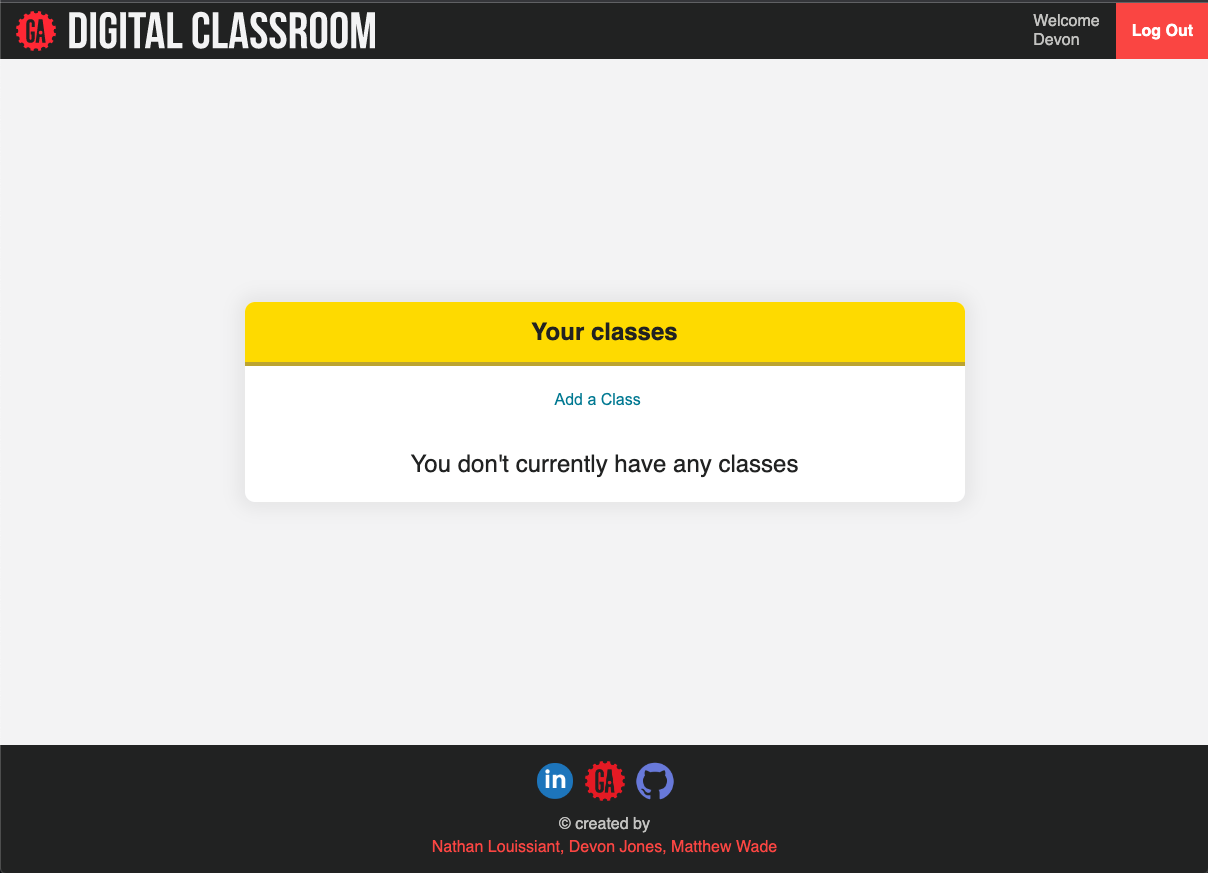 GA DIGITAL CLASSROOM
Welcome
Devon
Log Out
Your classes
Add a Class
You don't currently have any classes
in GA
© created by
Nathan Louissiant, Devon Jones, Matthew Wade